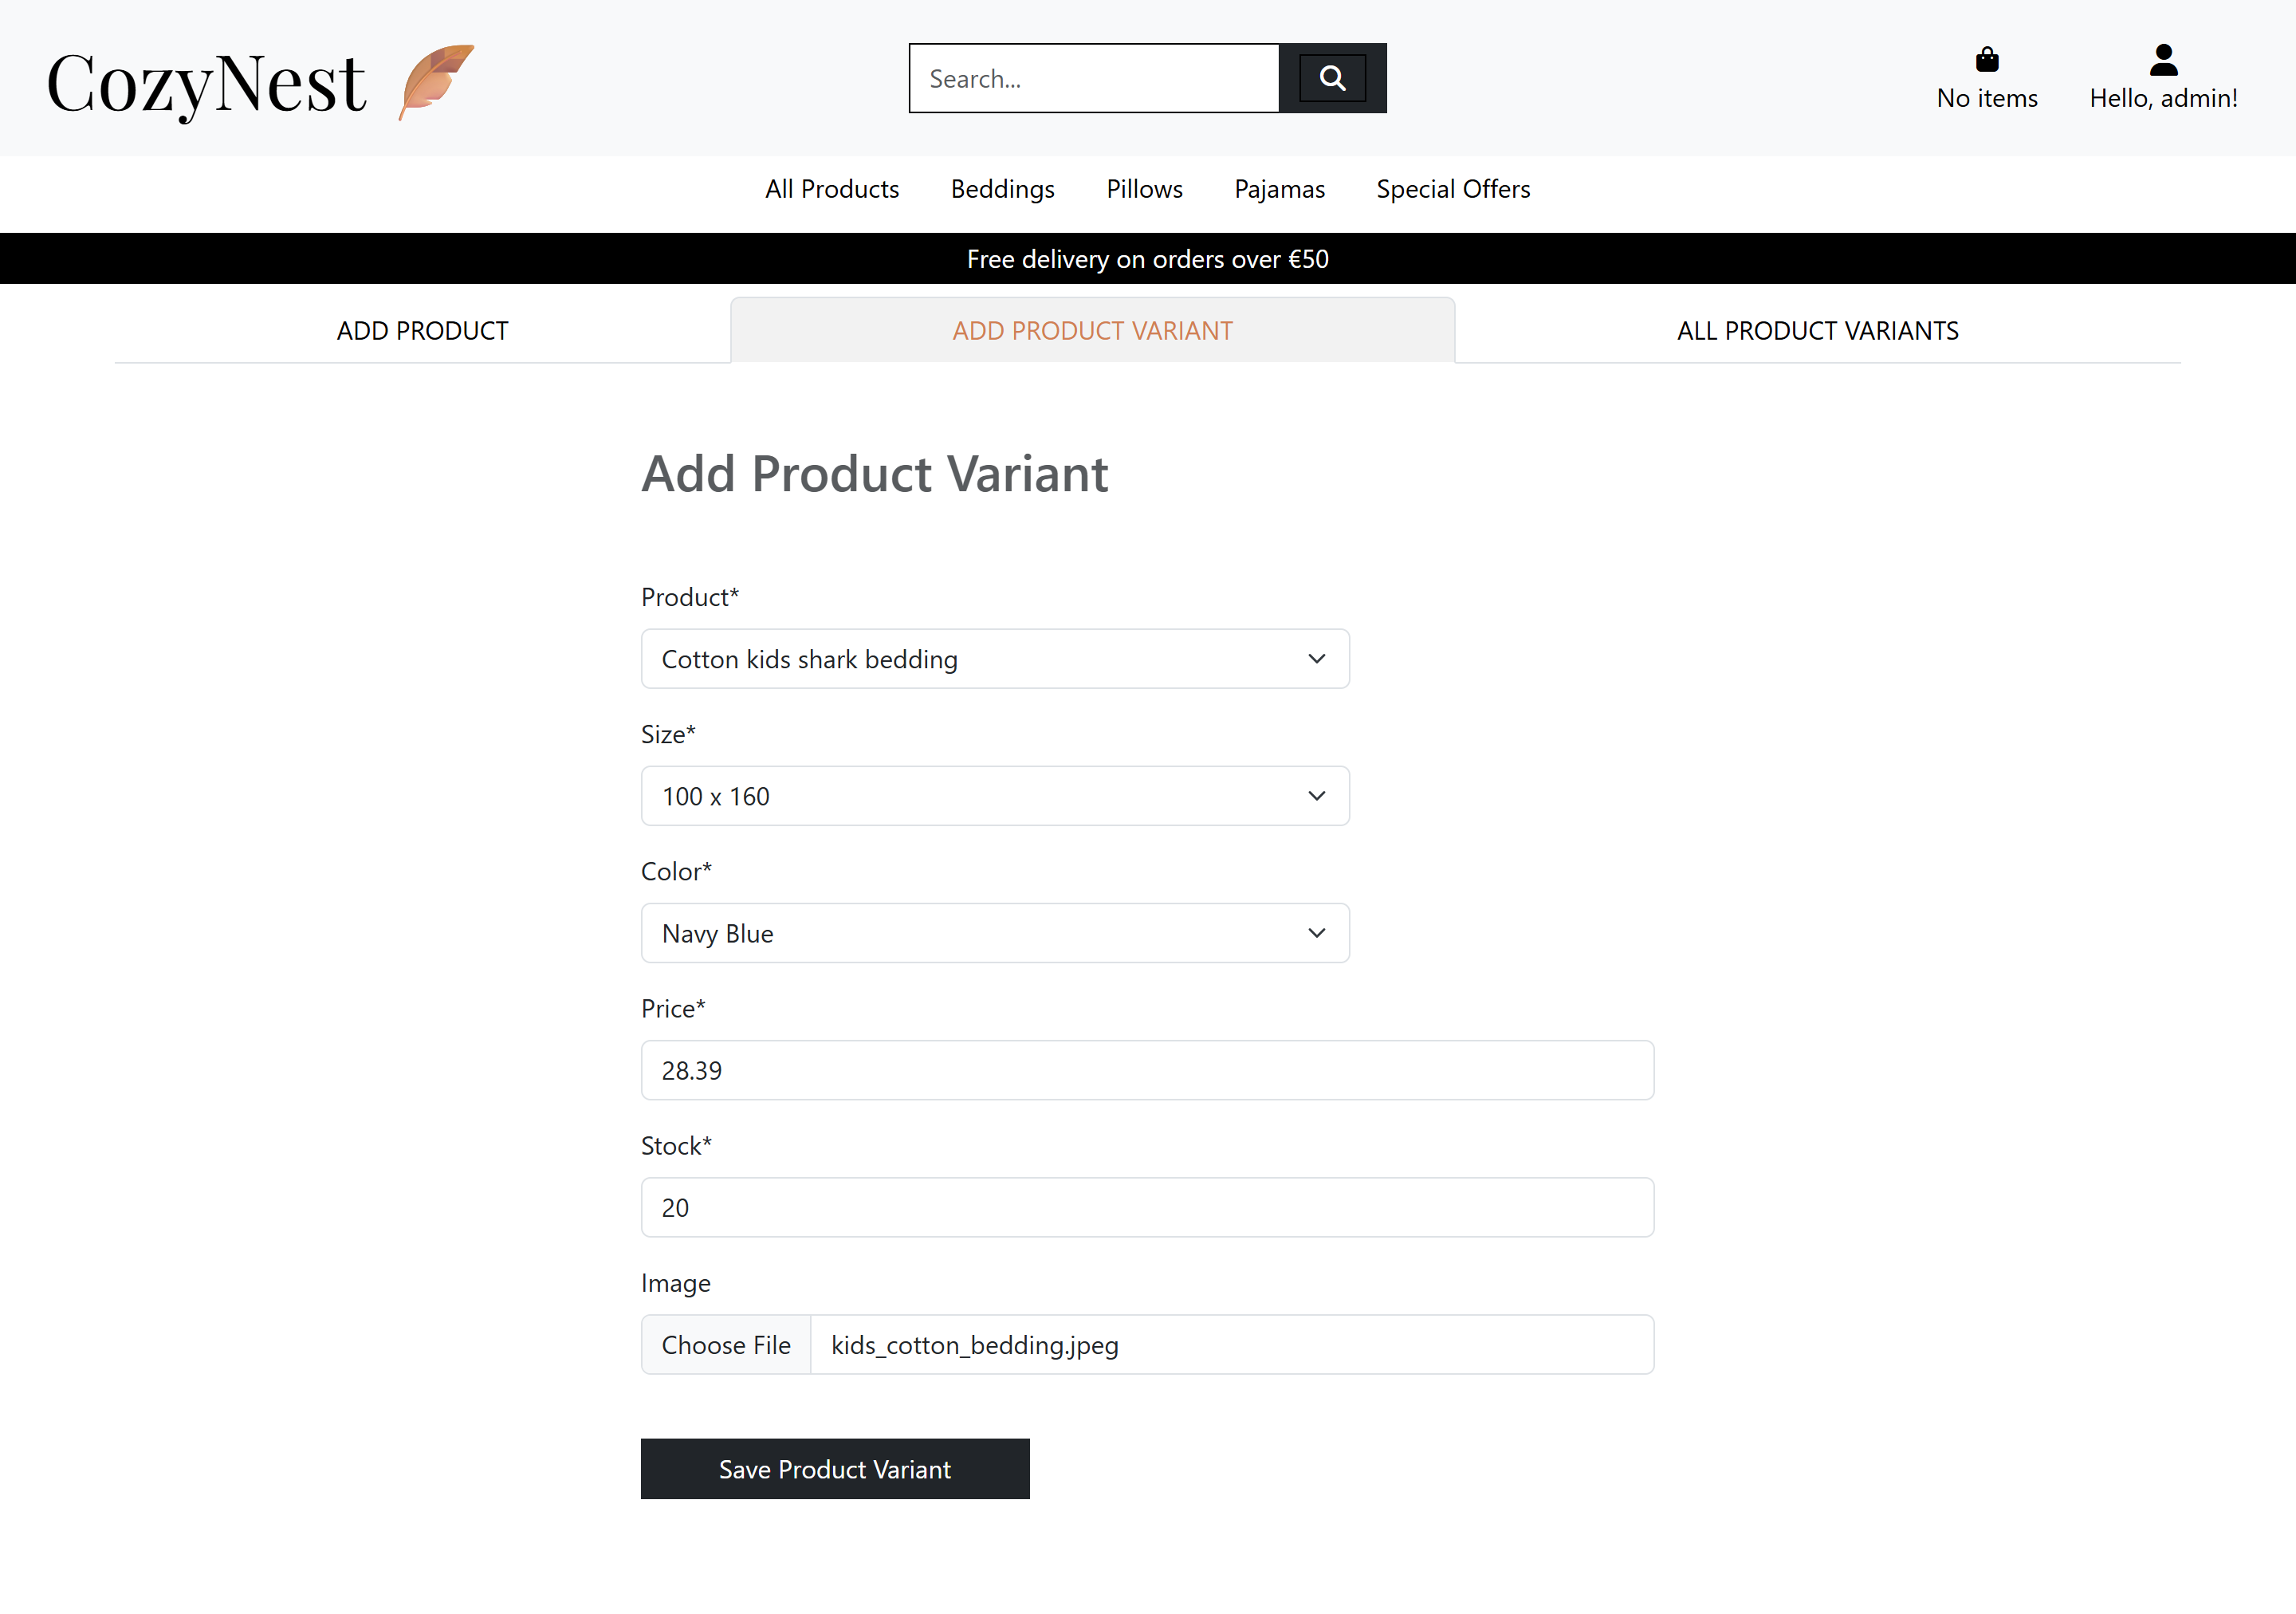 CozyNest
Search...
No items
Hello, admin!
All Products Beddings Pillows Pajamas Special Offers
Free delivery on orders over €50
ADD PRODUCT
ADD PRODUCT VARIANT
ALL PRODUCT VARIANTS
Add Product Variant
Product*
Cotton kids shark bedding
Size*
100 x 160
Color*
Navy Blue
Price*
28.39
Stock*
20
Image
Choose File kids_cotton_bedding.jpeg
Save Product Variant